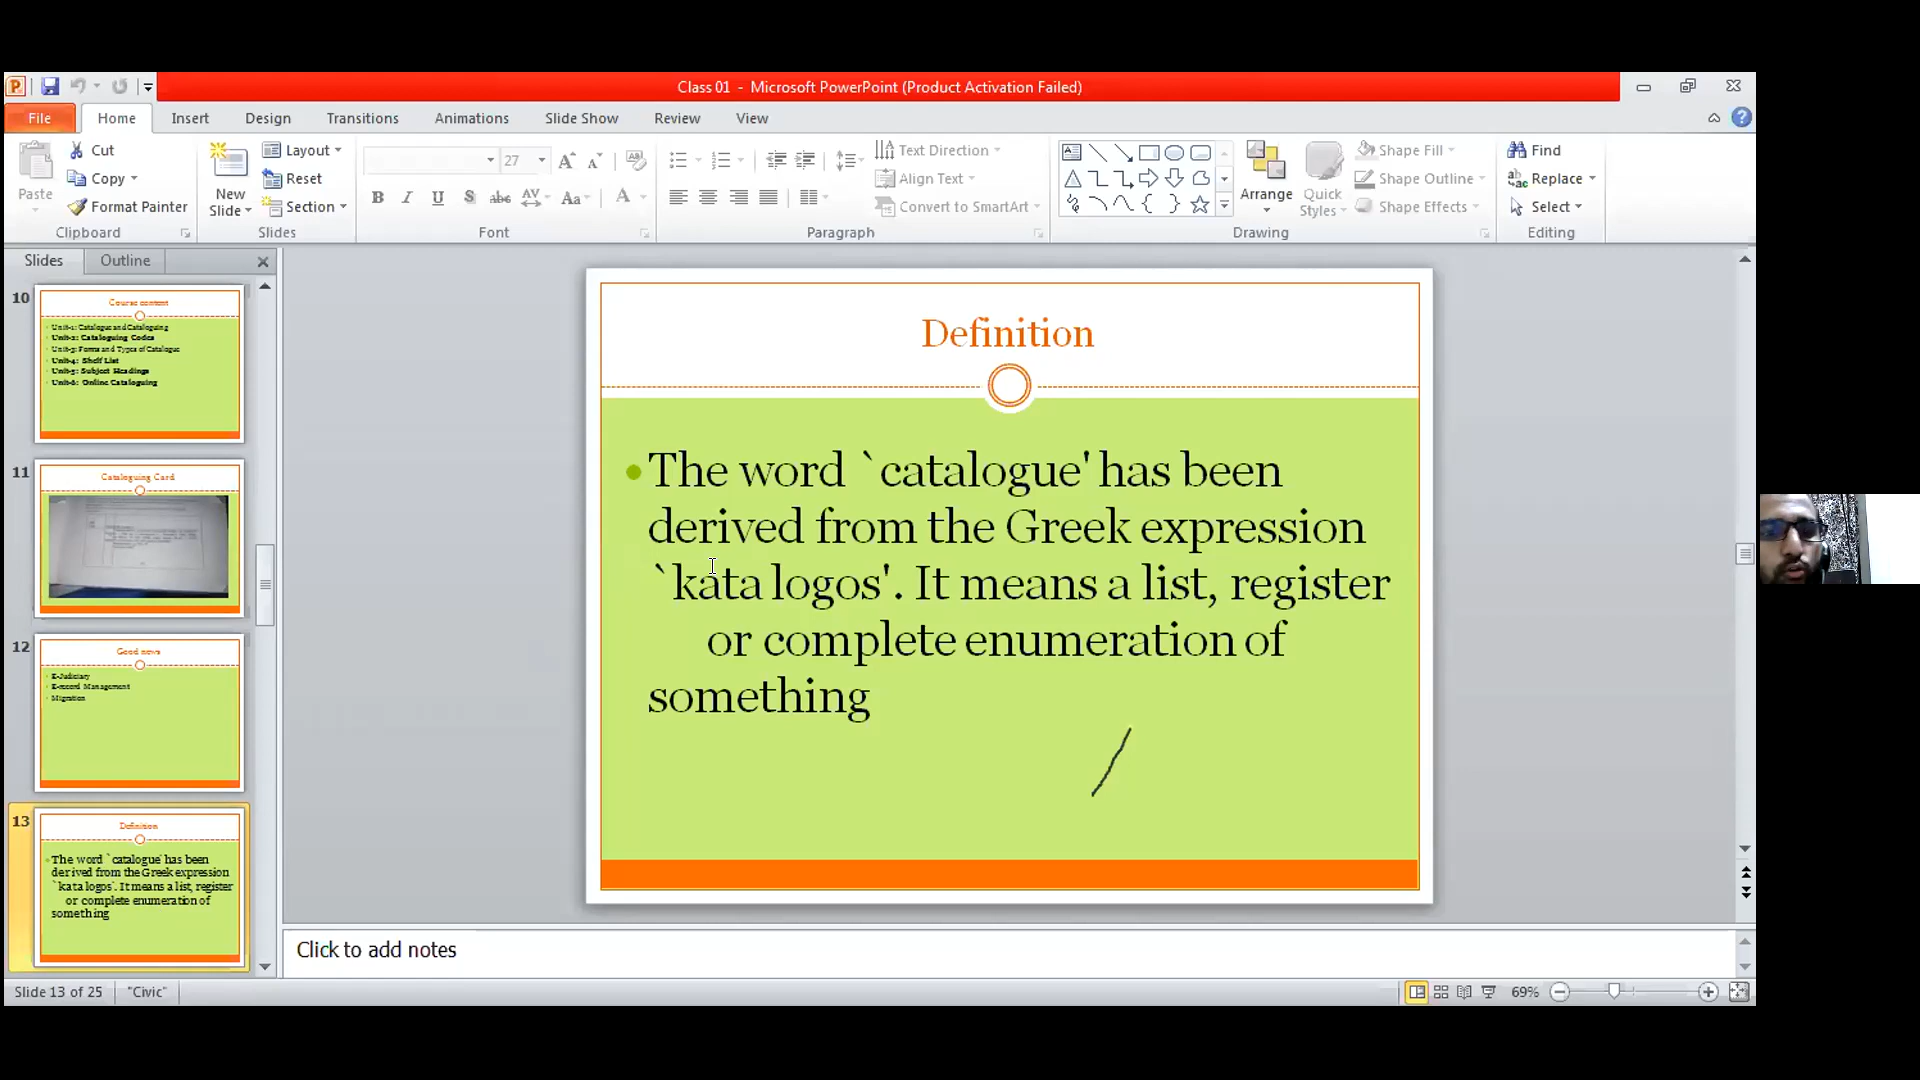 Class 01 - Microsoft PowerPoint (Product Activation Failed)
File Home Insert Design Transitions Animations Slide Show Review View
Paste
Cut
Copy
Format Painter
Clipboard
New
Slide
Layout
Reset
Section
Slides
27
B I U S abc AV Aa A
Font
Paragraph
Text Direction
Align Text
Convert to SmartArt
Arrange
Quick
Styles
Shape Fill
Shape Outline
Shape Effects
Drawing
Find
Replace
Select
Editing
Slides Outline
10
Course content
Unit-1: Catalogue and Cataloguing
Unit-2: Cataloguing Codes
Unit-3: Forms and Types of Catalogue
Unit-4: Shelf List
Unit-5: Subject Headings
Unit-6: Online Cataloguing
11
Cataloguing Card
12
Good news
E-Judiciary
E-record Management
Migration
13
Definition
The word `catalogue' has been
derived from the Greek expression
`kata logos'. It means a list, register
or complete enumeration of
something
Definition
The word `catalogue' has been
derived from the Greek expression
`kata logos'. It means a list, register
or complete enumeration of
something
Click to add notes
Slide 13 of 25 "Civic" 69%